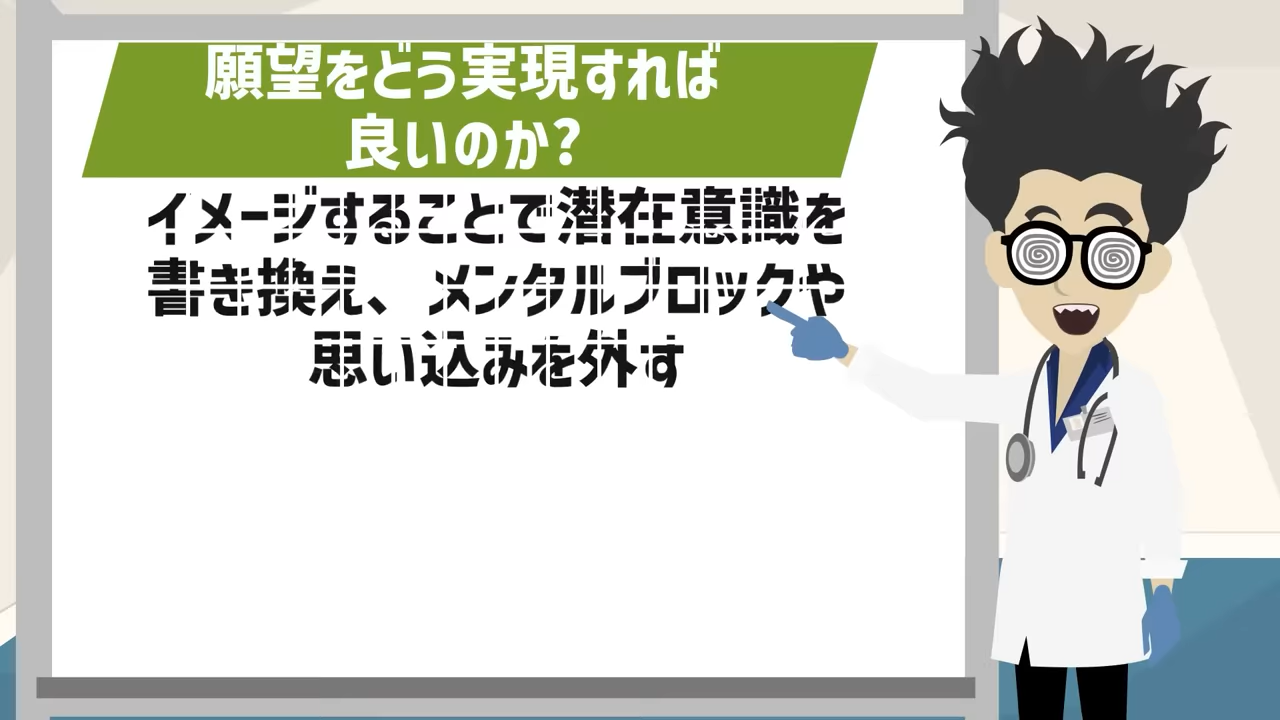 願望をどう実現すれば
良いのか?
イメージすることで潜在意識を
書き換え、メンタルブロックや
思い込みを外す